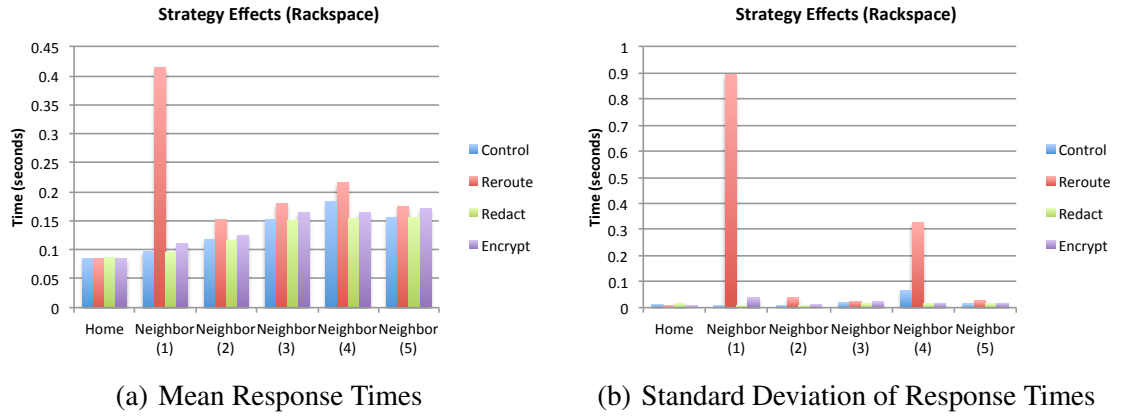 Strategy Effects (Rackspace)
0.45
0.4
0.35
0.3
0.25
0.2
0.15
0.1
0.05
0
Time (seconds)
Home
Neighbor (1)
Neighbor (2)
Neighbor (3)
Neighbor (4)
Neighbor (5)
Control
Reroute
Redact
Encrypt
(a) Mean Response Times
Strategy Effects (Rackspace)
1
0.9
0.8
0.7
0.6
0.5
0.4
0.3
0.2
0.1
0
Time (seconds)
Home
Neighbor (1)
Neighbor (2)
Neighbor (3)
Neighbor (4)
Neighbor (5)
Control
Reroute
Redact
Encrypt
(b) Standard Deviation of Response Times